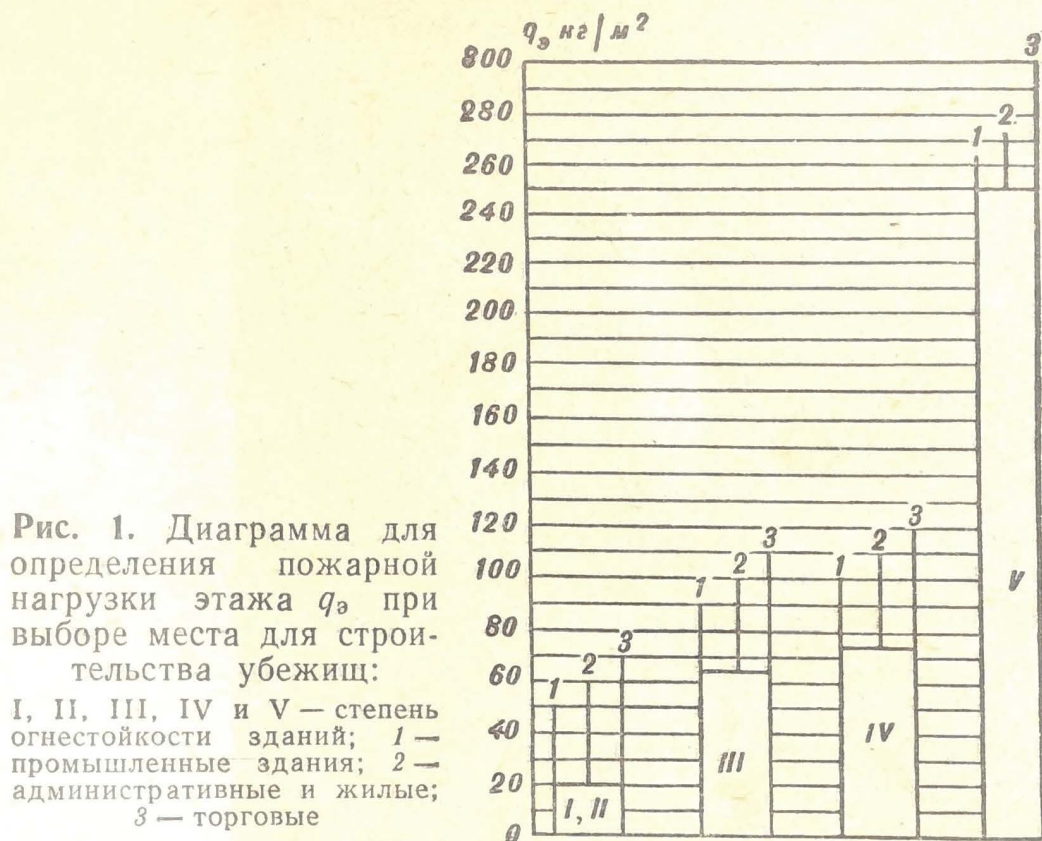 qэ кг/м²
300
280
260
240
220
200
180
160
140
120
100
80
60
40
20
0
3
1 2
1 2 3
1 2 3
1 2 3
I, II
III
IV
V
Рис. 1. Диаграмма для
определения пожарной
нагрузки этажа qэ при
выборе места для строи-
тельства убежищ:
I, II, III, IV и V — степень
огнестойкости зданий; 1 —
промышленные здания; 2 —
административные и жилые;
3 — торговые